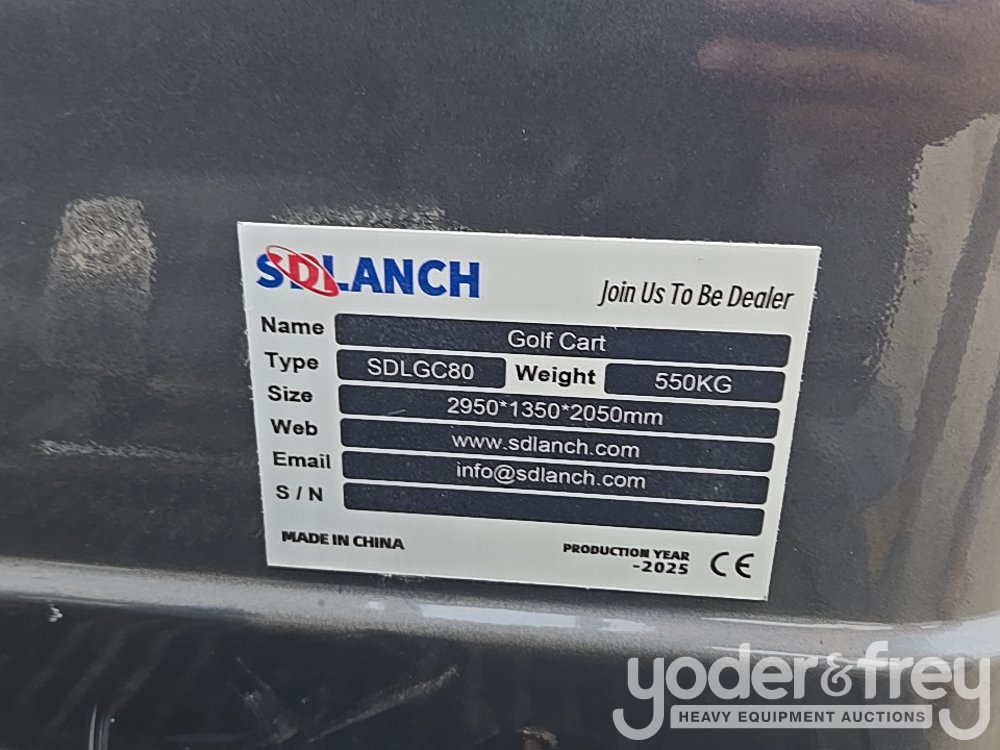 SDLANCH Join Us To Be Dealer
Name Golf Cart
Type SDLGC80 Weight 550KG
Size 2950*1350*2050mm
Web www.sdlanch.com
Email info@sdlanch.com
S / N
MADE IN CHINA PRODUCTION YEAR
-2025 CE
yoder&frey
HEAVY EQUIPMENT AUCTIONS